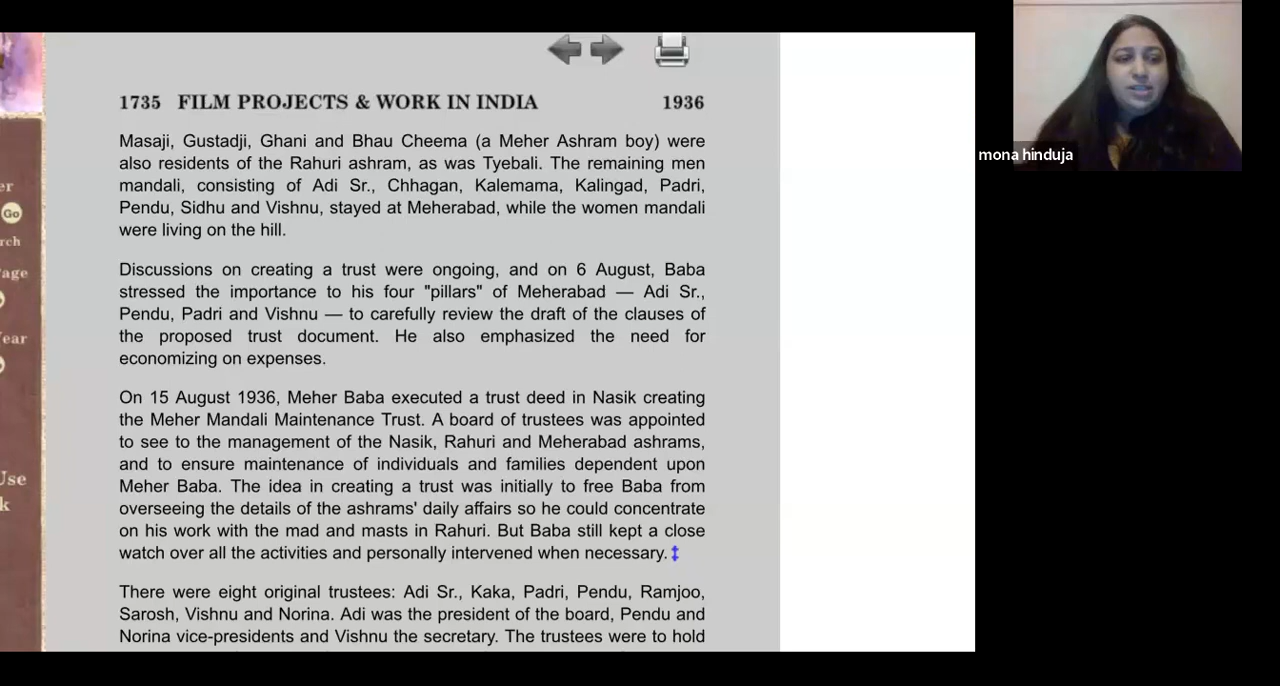 1735 FILM PROJECTS & WORK IN INDIA 1936
Masaji, Gustadji, Ghani and Bhau Cheema (a Meher Ashram boy) were
also residents of the Rahuri ashram, as was Tyebali. The remaining men
mandali, consisting of Adi Sr., Chhagan, Kalemama, Kalingad, Padri,
Pendu, Sidhu and Vishnu, stayed at Meherabad, while the women mandali
were living on the hill.
Discussions on creating a trust were ongoing, and on 6 August, Baba
stressed the importance to his four "pillars" of Meherabad — Adi Sr.,
Pendu, Padri and Vishnu — to carefully review the draft of the clauses of
the proposed trust document. He also emphasized the need for
economizing on expenses.
On 15 August 1936, Meher Baba executed a trust deed in Nasik creating
the Meher Mandali Maintenance Trust. A board of trustees was appointed
to see to the management of the Nasik, Rahuri and Meherabad ashrams,
and to ensure maintenance of individuals and families dependent upon
Meher Baba. The idea in creating a trust was initially to free Baba from
overseeing the details of the ashrams' daily affairs so he could concentrate
on his work with the mad and masts in Rahuri. But Baba still kept a close
watch over all the activities and personally intervened when necessary.‡
There were eight original trustees: Adi Sr., Kaka, Padri, Pendu, Ramjoo,
Sarosh, Vishnu and Norina. Adi was the president of the board, Pendu and
Norina vice-presidents and Vishnu the secretary. The trustees were to hold
er
Go
rch
age
ear
Use
k
mona hinduja